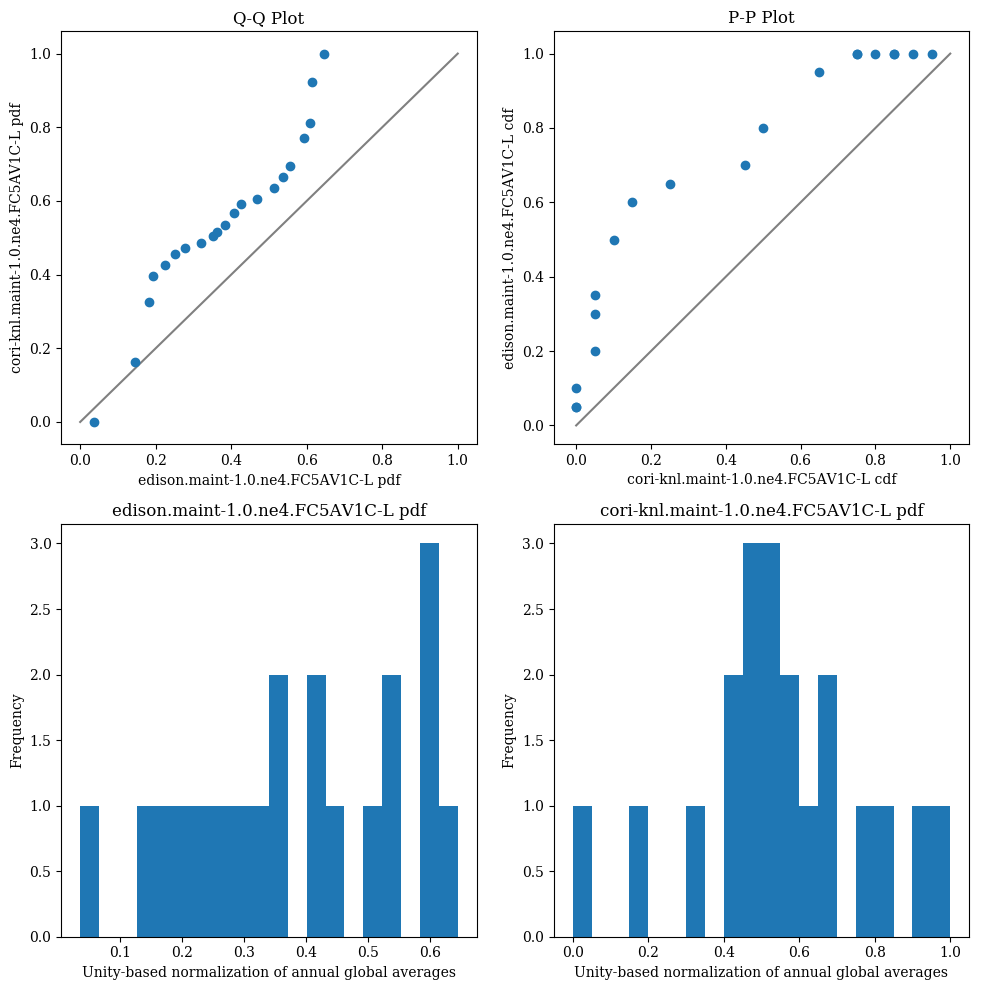 Q-Q Plot
1.0
0.8
0.6
0.4
0.2
0.0
cori-knl.maint-1.0.ne4.FC5AV1C-L pdf
0.0 0.2 0.4 0.6 0.8 1.0
edison.maint-1.0.ne4.FC5AV1C-L pdf
P-P Plot
1.0
0.8
0.6
0.4
0.2
0.0
edison.maint-1.0.ne4.FC5AV1C-L cdf
0.0 0.2 0.4 0.6 0.8 1.0
cori-knl.maint-1.0.ne4.FC5AV1C-L cdf
edison.maint-1.0.ne4.FC5AV1C-L pdf
3.0
2.5
2.0
1.5
1.0
0.5
0.0
Frequency
0.1 0.2 0.3 0.4 0.5 0.6
Unity-based normalization of annual global averages
cori-knl.maint-1.0.ne4.FC5AV1C-L pdf
3.0
2.5
2.0
1.5
1.0
0.5
0.0
Frequency
0.0 0.2 0.4 0.6 0.8 1.0
Unity-based normalization of annual global averages